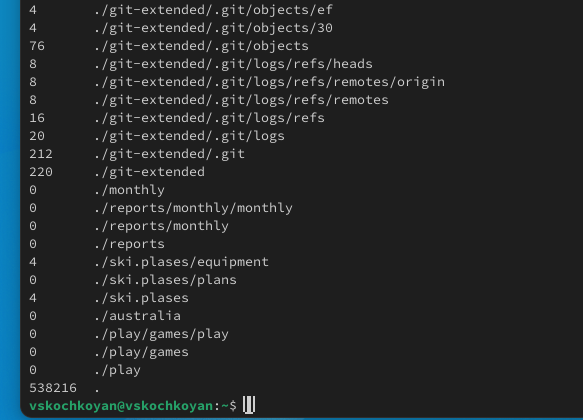 4 ./git-extended/.git/objects/ef
4 ./git-extended/.git/objects/30
76 ./git-extended/.git/objects
8 ./git-extended/.git/logs/refs/heads
8 ./git-extended/.git/logs/refs/remotes/origin
8 ./git-extended/.git/logs/refs/remotes
16 ./git-extended/.git/logs/refs
20 ./git-extended/.git/logs
212 ./git-extended/.git
220 ./git-extended
0 ./monthly
0 ./reports/monthly/monthly
0 ./reports/monthly
0 ./reports
4 ./ski.plases/equipment
0 ./ski.plases/plans
4 ./ski.plases
0 ./australia
0 ./play/games/play
0 ./play/games
0 ./play
538216 .
vskochkoyan@vskochkoyan:~$